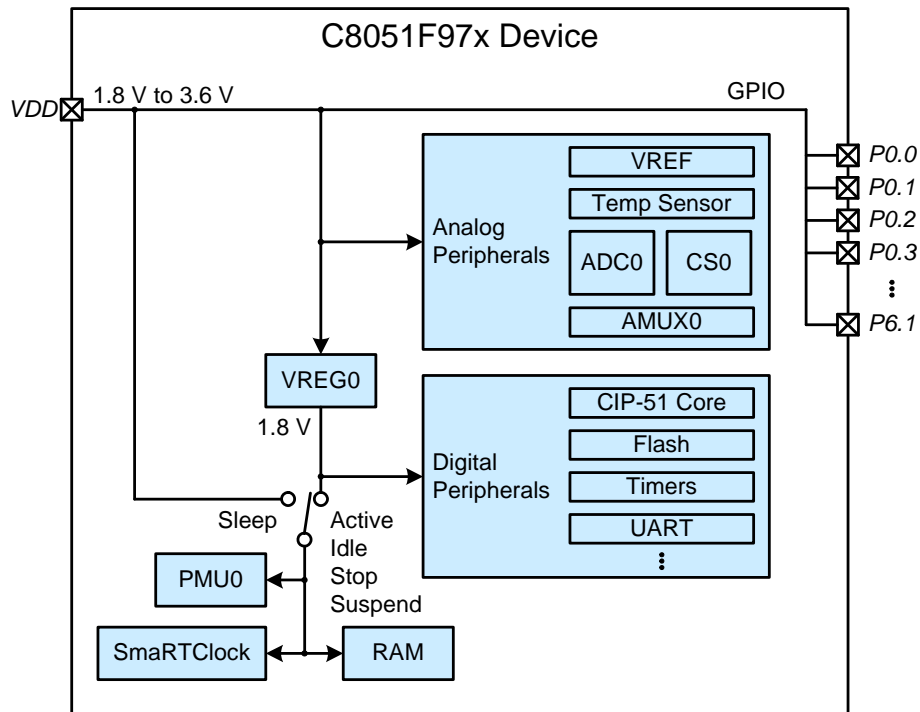 C8051F97x Device
VDD
1.8 V to 3.6 V
GPIO
P0.0
P0.1
P0.2
P0.3
P6.1
Analog
Peripherals
VREF
Temp Sensor
ADC0
CS0
AMUX0
VREG0
1.8 V
Digital
Peripherals
CIP-51 Core
Flash
Timers
UART
Sleep
Active
Idle
Stop
Suspend
PMU0
SmaRTClock
RAM